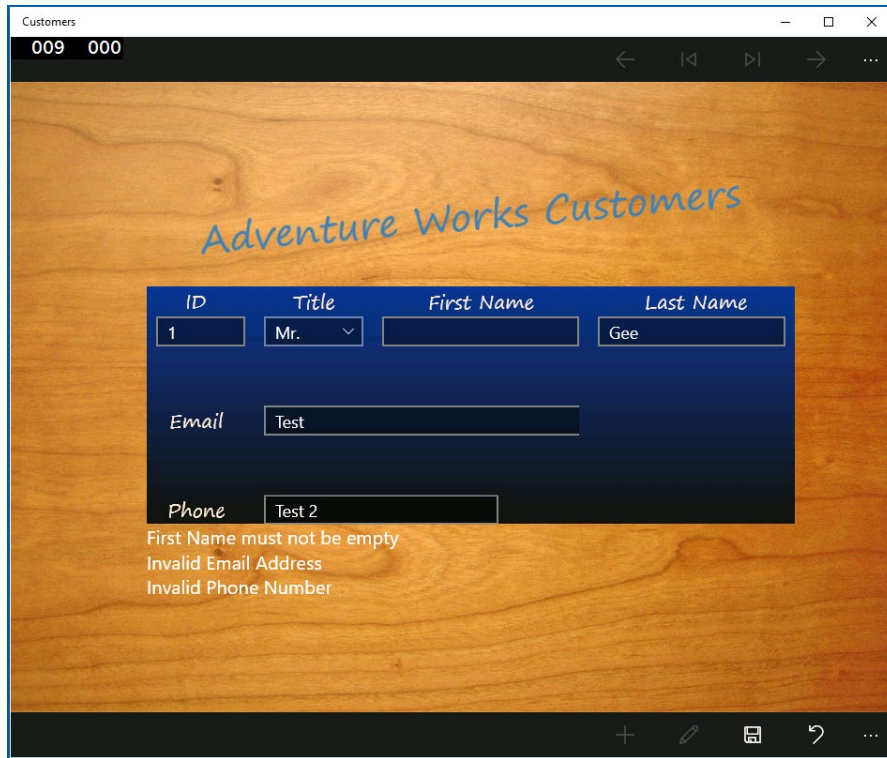 Customers
009 000
Adventure Works Customers
ID Title First Name Last Name
1 Mr. Gee
Email Test
Phone Test 2
First Name must not be empty
Invalid Email Address
Invalid Phone Number